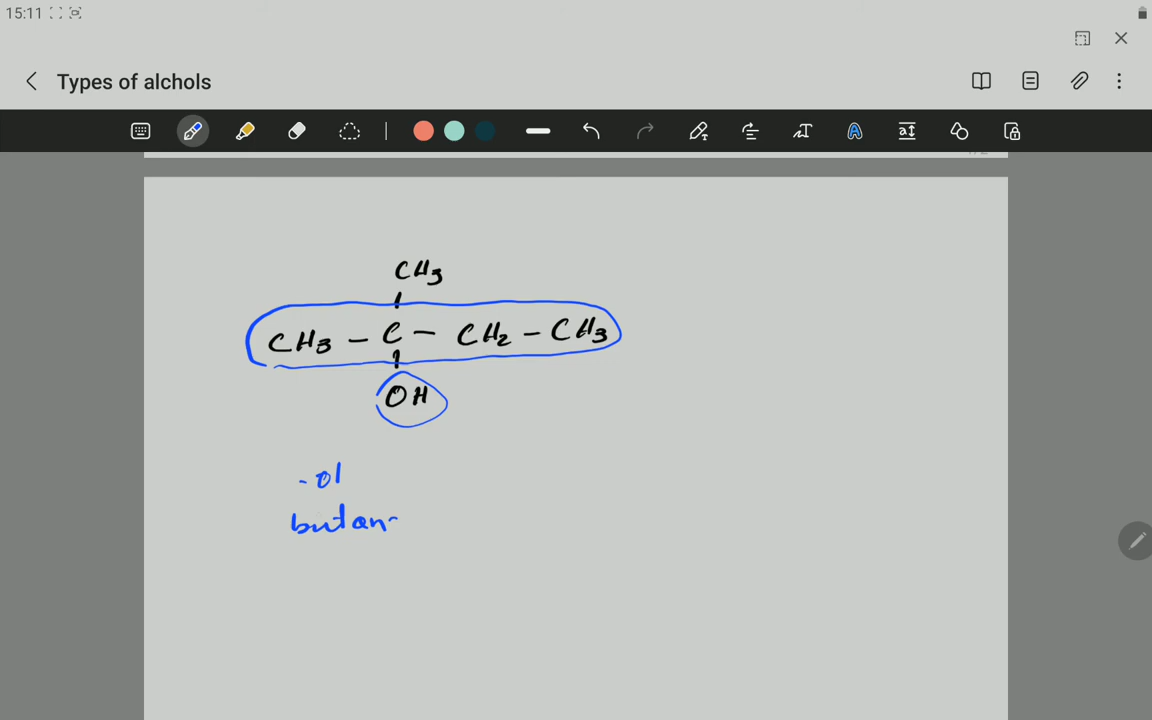 15:11
Types of alchols
CH3
CH3 - C - CH2 - CH3
OH
-ol
butan-